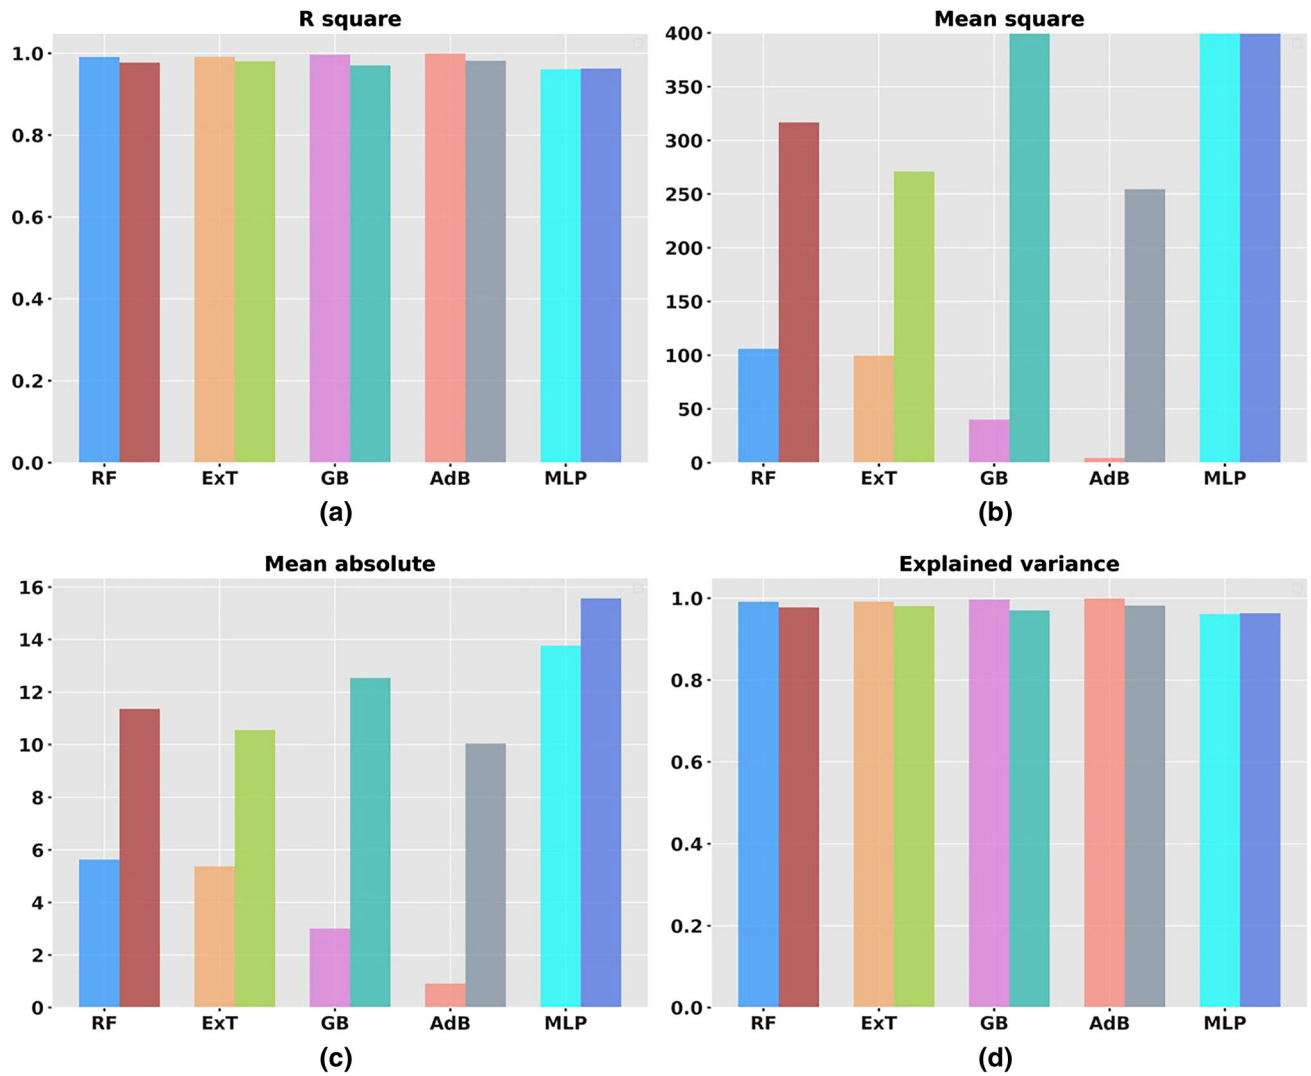 R square
1.0
0.8
0.6
0.4
0.2
0.0
RF ExT GB AdB MLP
(a)
Mean square
400
350
300
250
200
150
100
50
0
RF ExT GB AdB MLP
(b)
Mean absolute
16
14
12
10
8
6
4
2
0
RF ExT GB AdB MLP
(c)
Explained variance
1.0
0.8
0.6
0.4
0.2
0.0
RF ExT GB AdB MLP
(d)